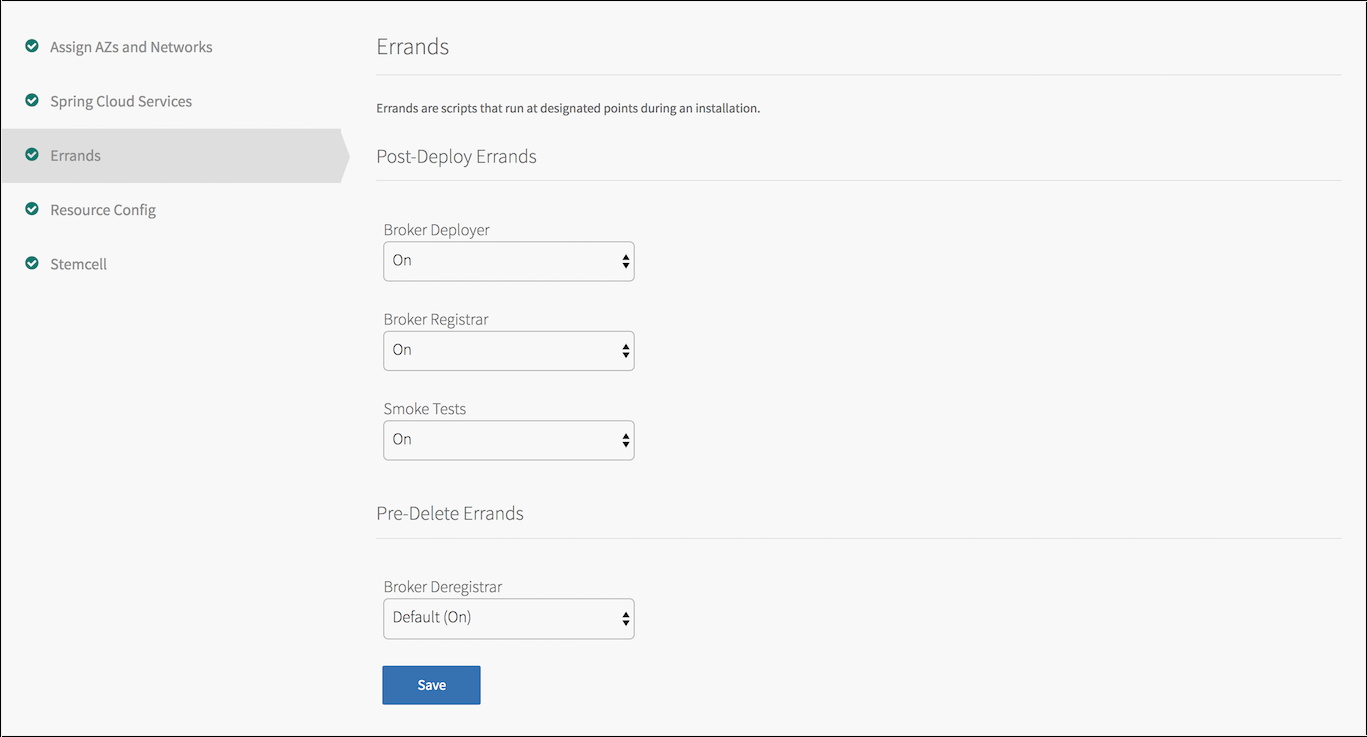 Assign AZs and Networks
Spring Cloud Services
Errands
Resource Config
Stemcell
Errands
Errands are scripts that run at designated points during an installation.
Post-Deploy Errands
Broker Deployer
On
Broker Registrar
On
Smoke Tests
On
Pre-Delete Errands
Broker Deregistrar
Default (On)
Save